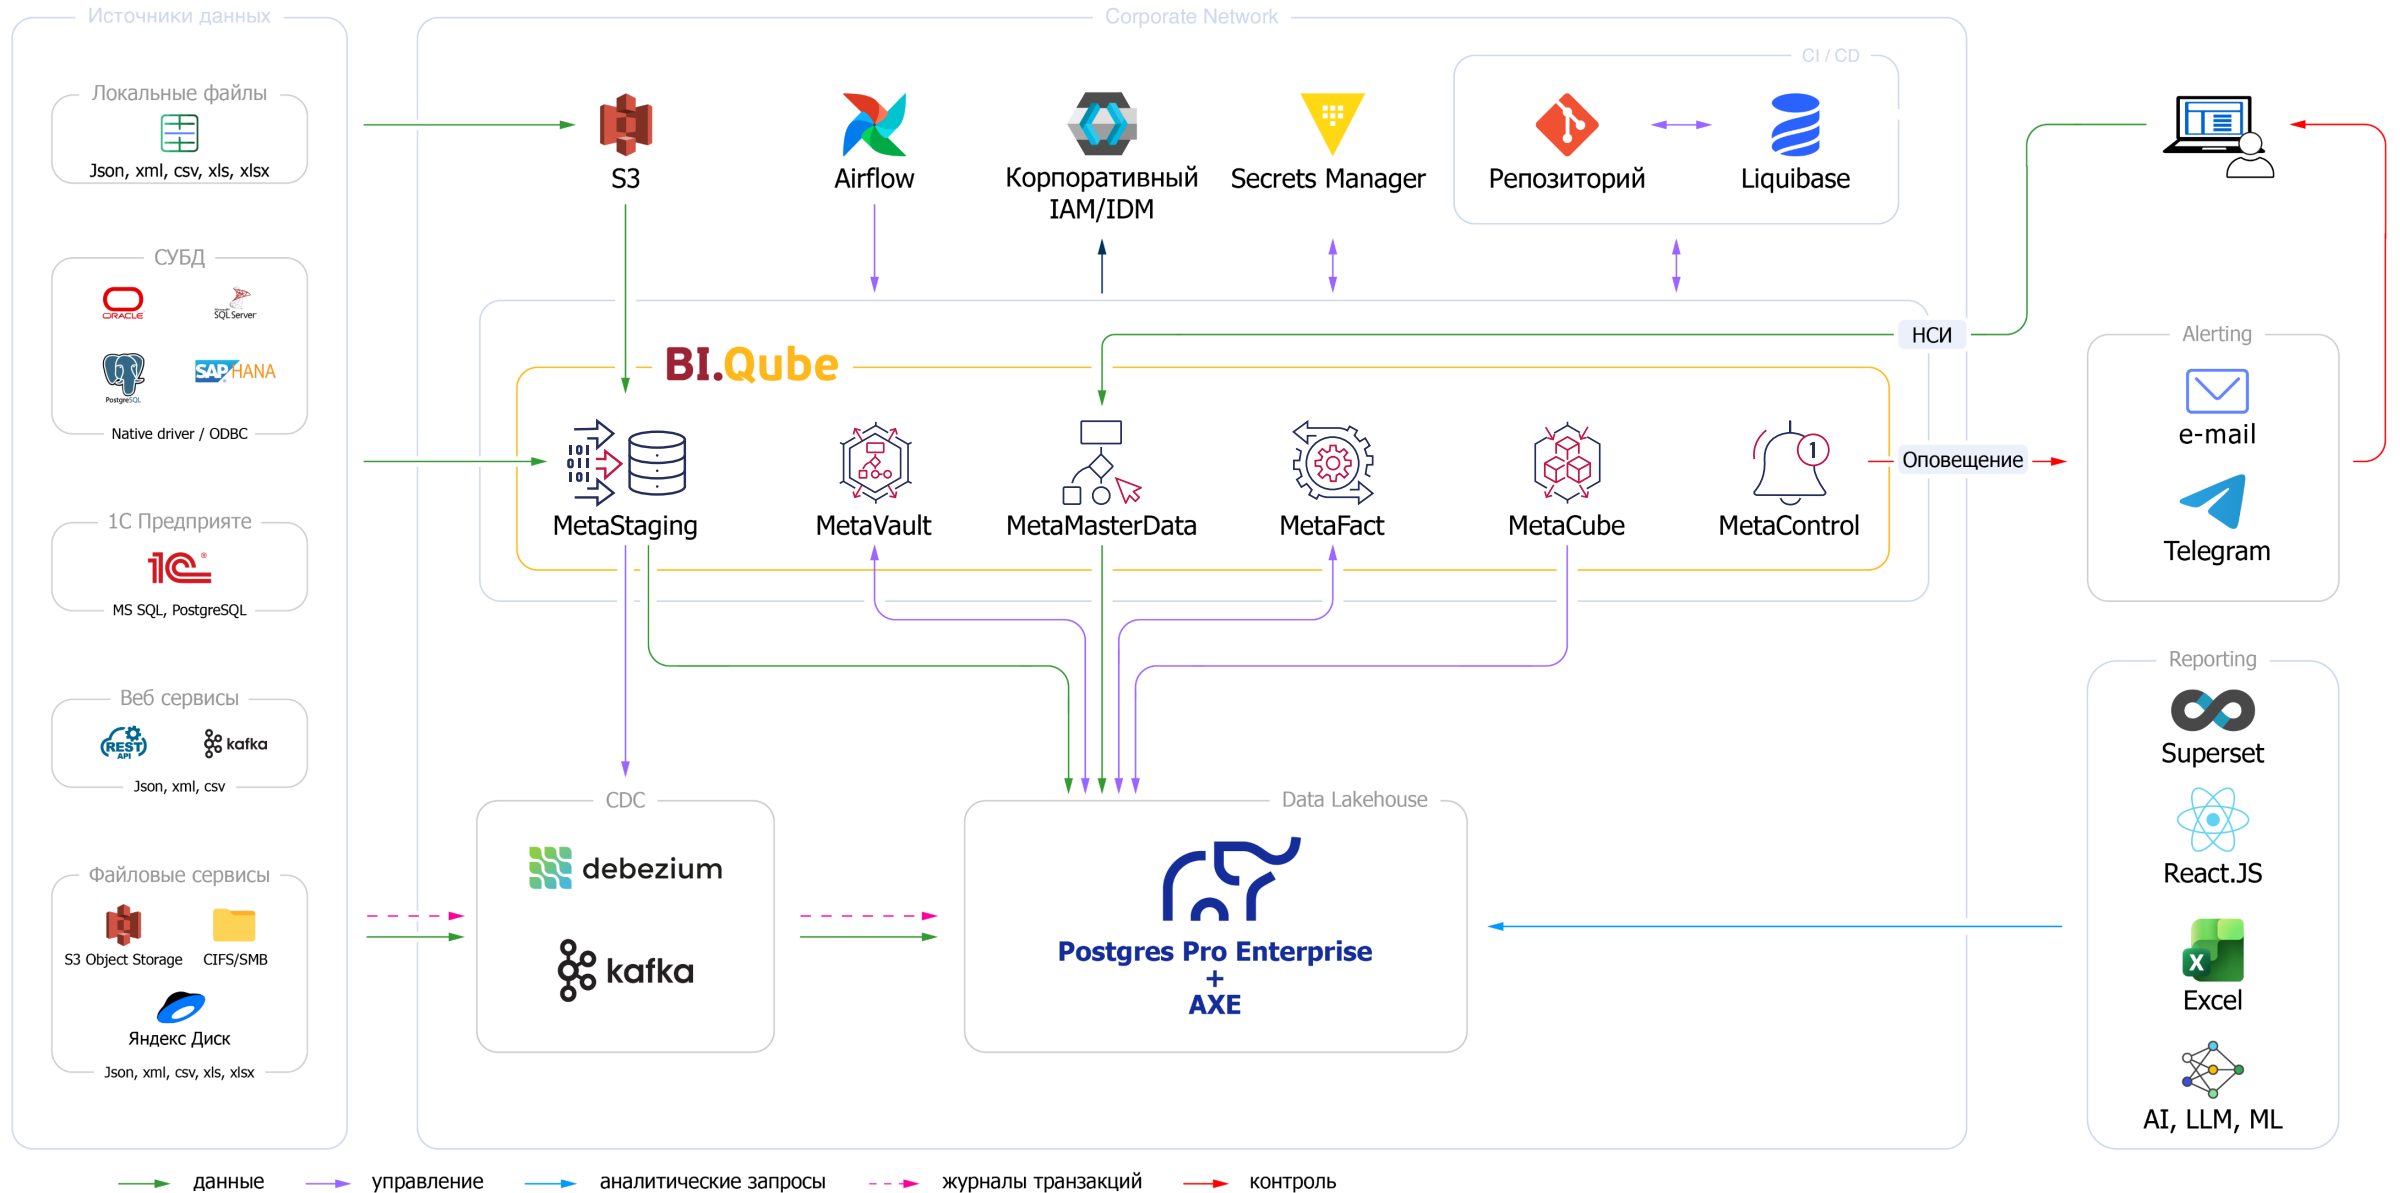 Источники данных
Локальные файлы
Json, xml, csv, xls, xlsx
СУБД
ORACLE
SQL Server
PostgreSQL
SAP HANA
Native driver / ODBC
1С Предприяте
1С
MS SQL, PostgreSQL
Веб сервисы
REST
API
kafka
Json, xml, csv
Файловые сервисы
S3 Object Storage
CIFS/SMB
Яндекс Диск
Json, xml, csv, xls, xlsx
Corporate Network
S3
Airflow
Корпоративный
IAM/IDM
Secrets Manager
CI / CD
Репозиторий
Liquibase
НСИ
BI.Qube
MetaStaging
MetaVault
MetaMasterData
MetaFact
MetaCube
1
MetaControl
Оповещение
CDC
debezium
kafka
Data Lakehouse
Postgres Pro Enterprise
+
AXE
Alerting
e-mail
Telegram
Reporting
Superset
React.JS
X
Excel
AI, LLM, ML
данные
управление
аналитические запросы
журналы транзакций
контроль